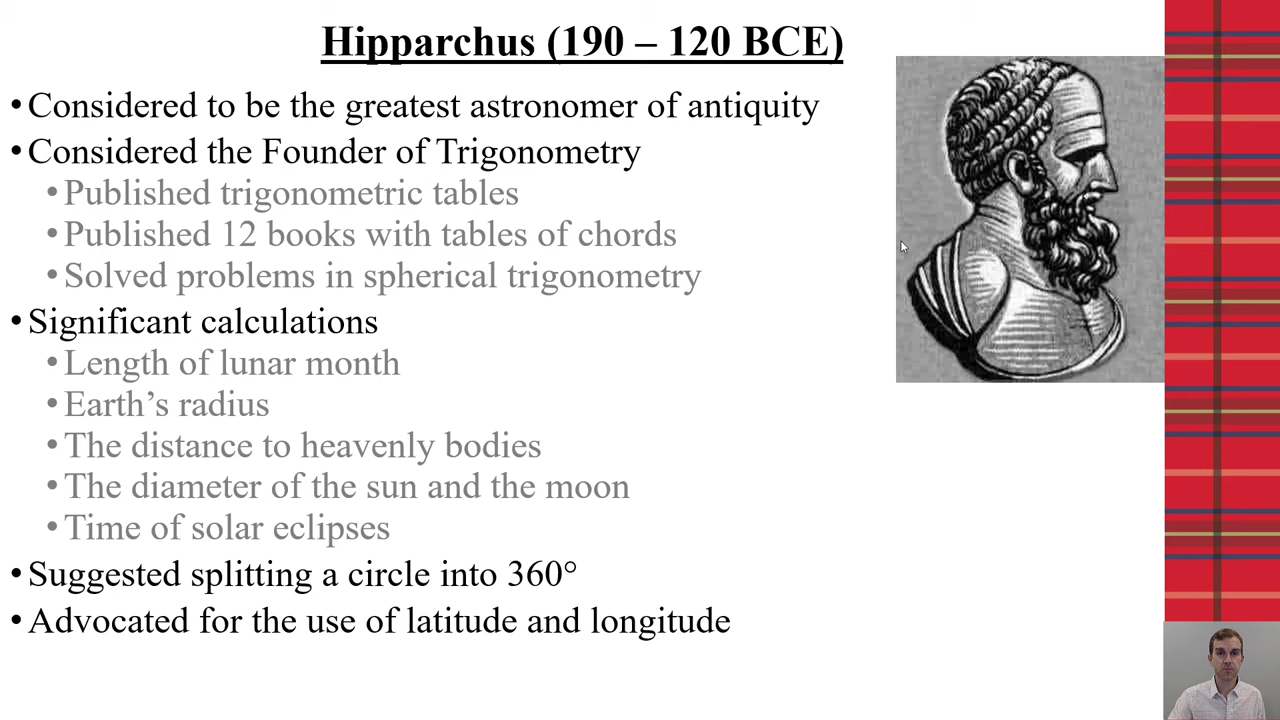 Hipparchus (190 – 120 BCE)
• Considered to be the greatest astronomer of antiquity
• Considered the Founder of Trigonometry
• Published trigonometric tables
• Published 12 books with tables of chords
• Solved problems in spherical trigonometry
• Significant calculations
• Length of lunar month
• Earth’s radius
• The distance to heavenly bodies
• The diameter of the sun and the moon
• Time of solar eclipses
• Suggested splitting a circle into 360°
• Advocated for the use of latitude and longitude